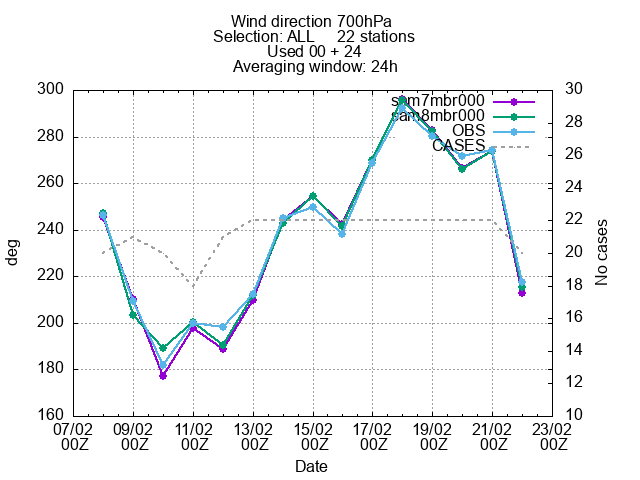 Wind direction 700hPa
Selection: ALL 22 stations
Used 00 + 24
Averaging window: 24h
300
280
260
240
220
200
180
160
deg
30
28
26
24
22
20
18
16
14
12
10
No cases
sam7mbr000
sam8mbr000
OBS
CASES
07/02 09/02 11/02 13/02 15/02 17/02 19/02 21/02 23/02
00Z 00Z 00Z 00Z 00Z 00Z 00Z 00Z 00Z
Date